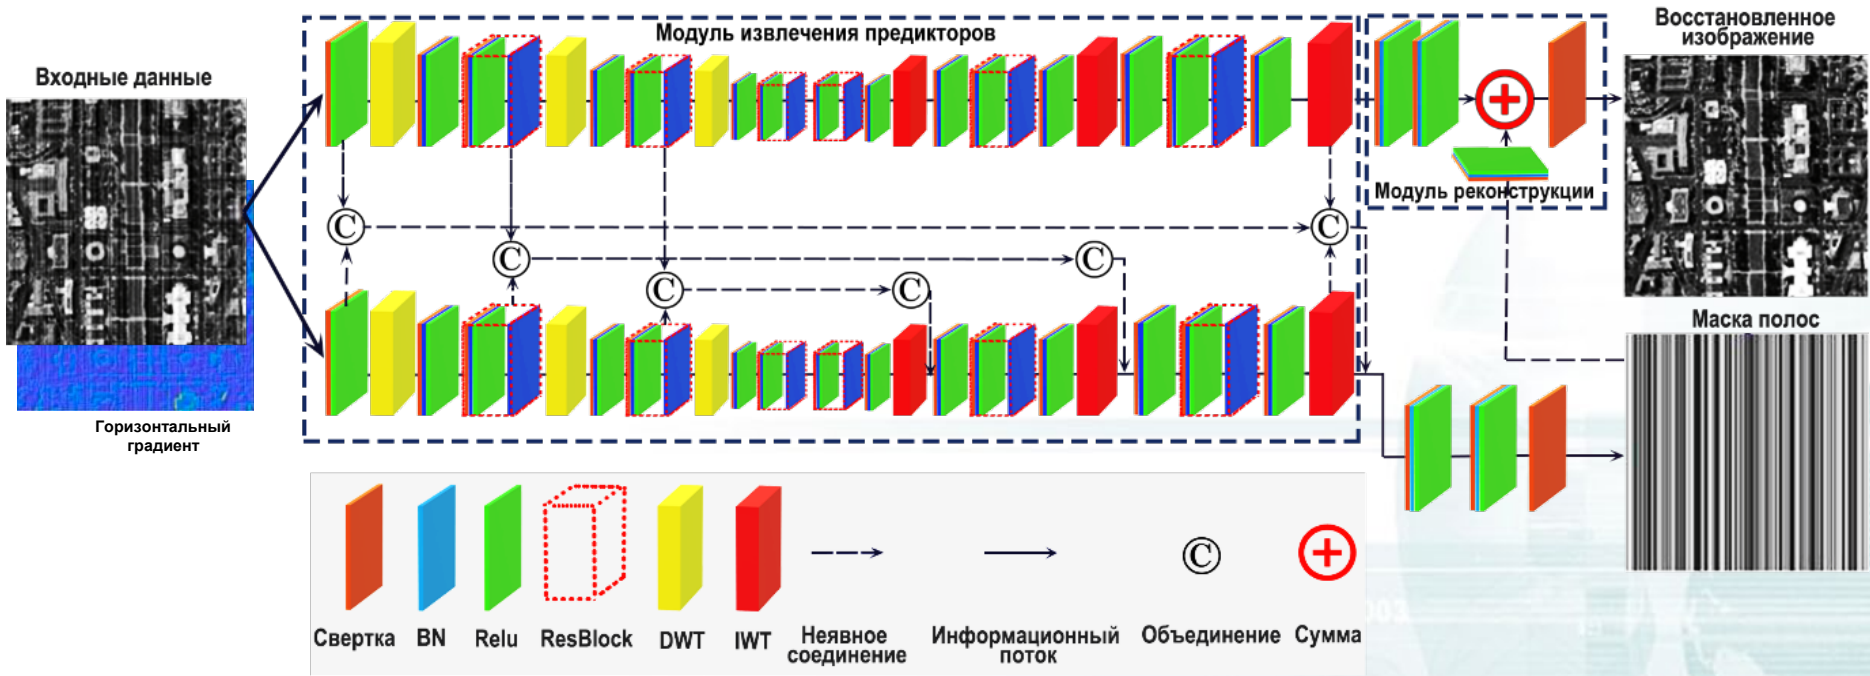 Входные данные
Горизонтальный
градиент
Модуль извлечения предикторов
C
C
C
C
C
C
Модуль реконструкции
Восстановленное
изображение
Маска полос
Свертка
BN
Relu
ResBlock
DWT
IWT
Неявное
соединение
Информационный
поток
C
Объединение
Сумма
003